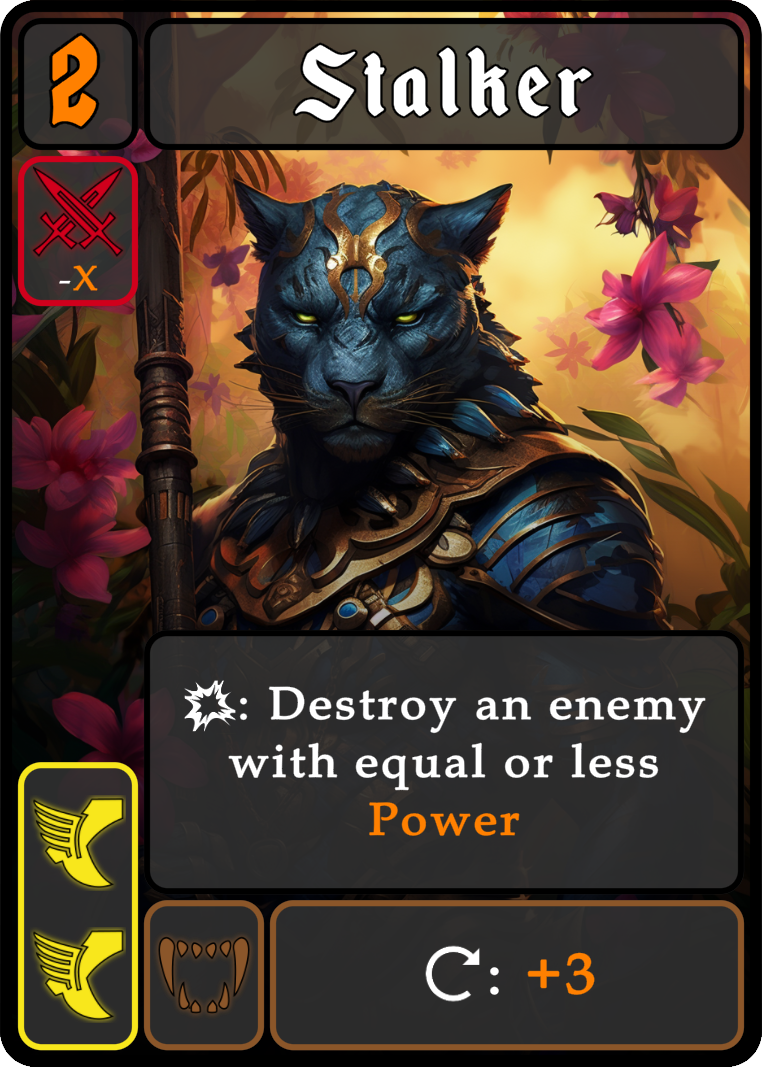 2
Stalker
-X
: Destroy an enemy
with equal or less
Power
: +3